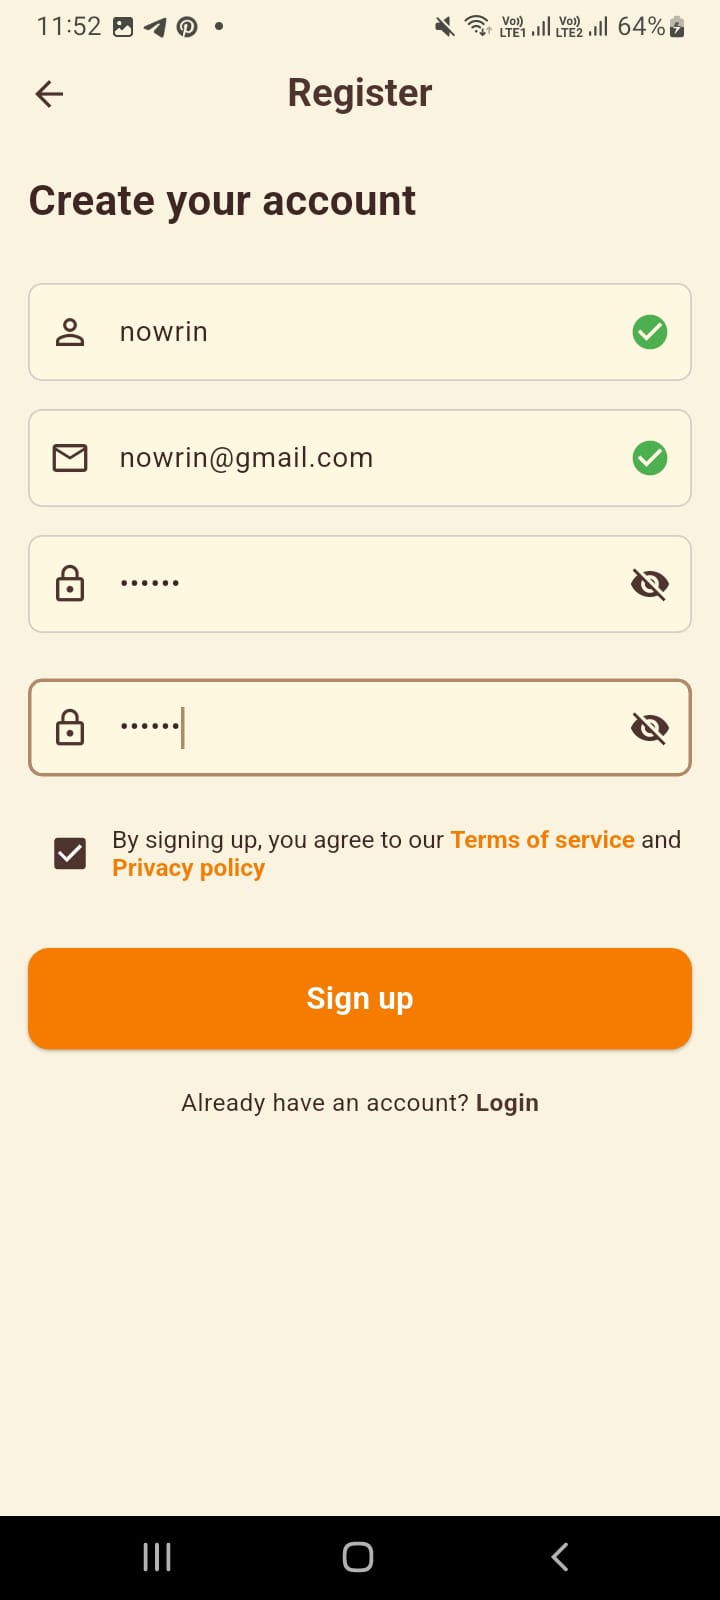 11:52 Vo)) LTE1 Vo)) LTE2 64%
Register
Create your account
nowrin
nowrin@gmail.com
••••••
••••••
By signing up, you agree to our Terms of service and
Privacy policy
Sign up
Already have an account? Login